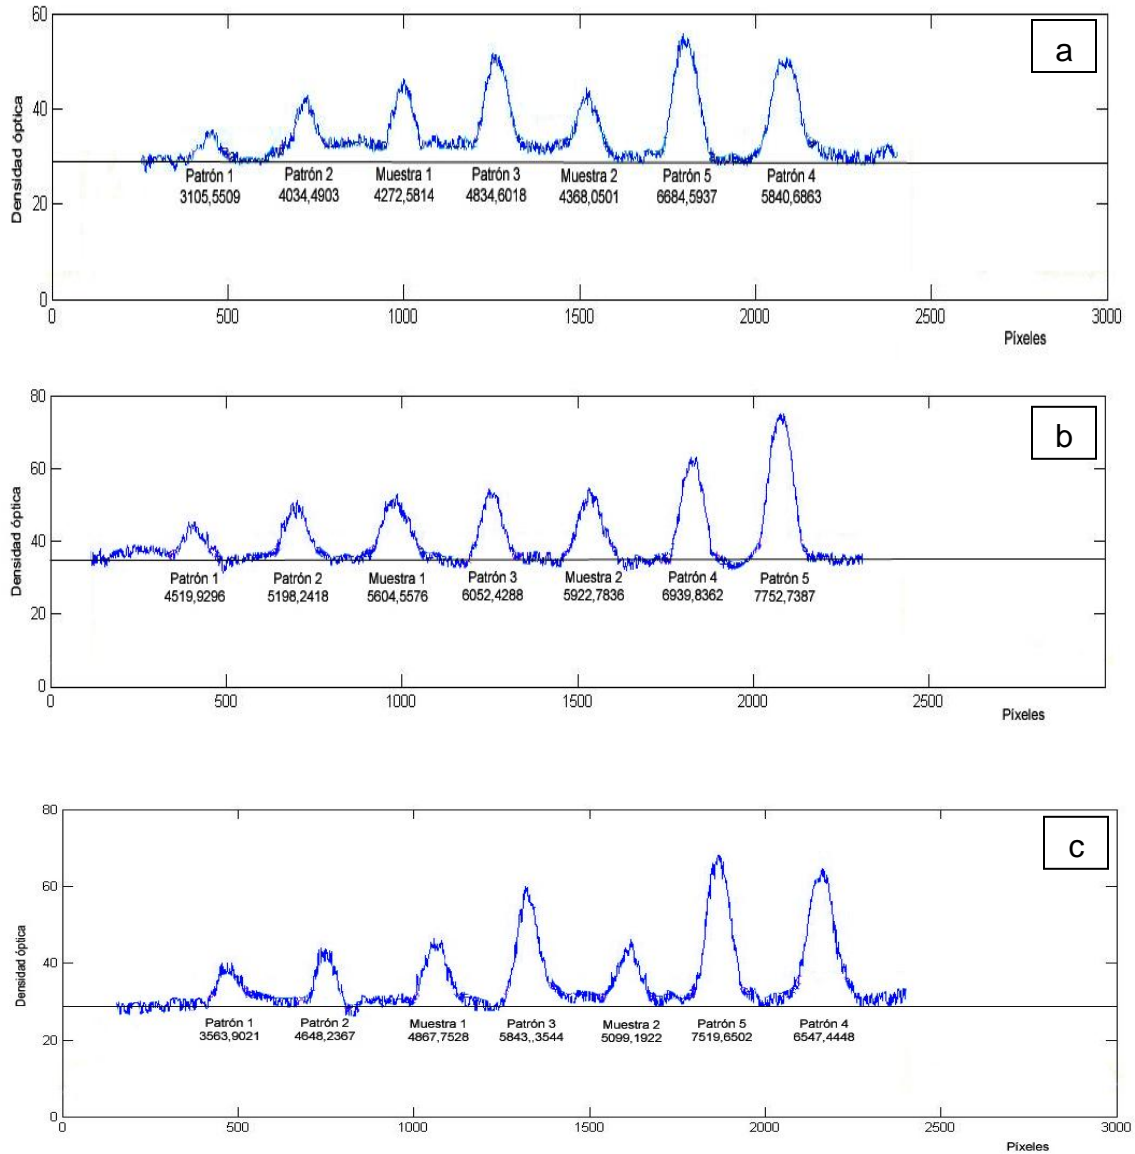 60
40
20
0
Densidad óptica
a
Patrón 1 Patrón 2 Muestra 1 Patrón 3 Muestra 2 Patrón 5 Patrón 4
3105,5509 4034,4903 4272,5814 4834,6018 4368,0501 6684,5937 5840,6863
0 500 1000 1500 2000 2500 3000
Píxeles
80
60
40
20
0
Densidad óptica
b
Patrón 1 Patrón 2 Muestra 1 Patrón 3 Muestra 2 Patrón 4 Patrón 5
4519,9296 5198,2418 5604,5576 6052,4288 5922,7836 6939,8362 7752,7387
0 500 1000 1500 2000 2500
Píxeles
80
60
40
20
0
Densidad óptica
c
Patrón 1 Patrón 2 Muestra 1 Patrón 3 Muestra 2 Patrón 5 Patrón 4
3563,9021 4648,2367 4867,7528 5843,,3544 5099,1922 7519,6502 6547,4448
0 500 1000 1500 2000 2500 3000
Píxeles